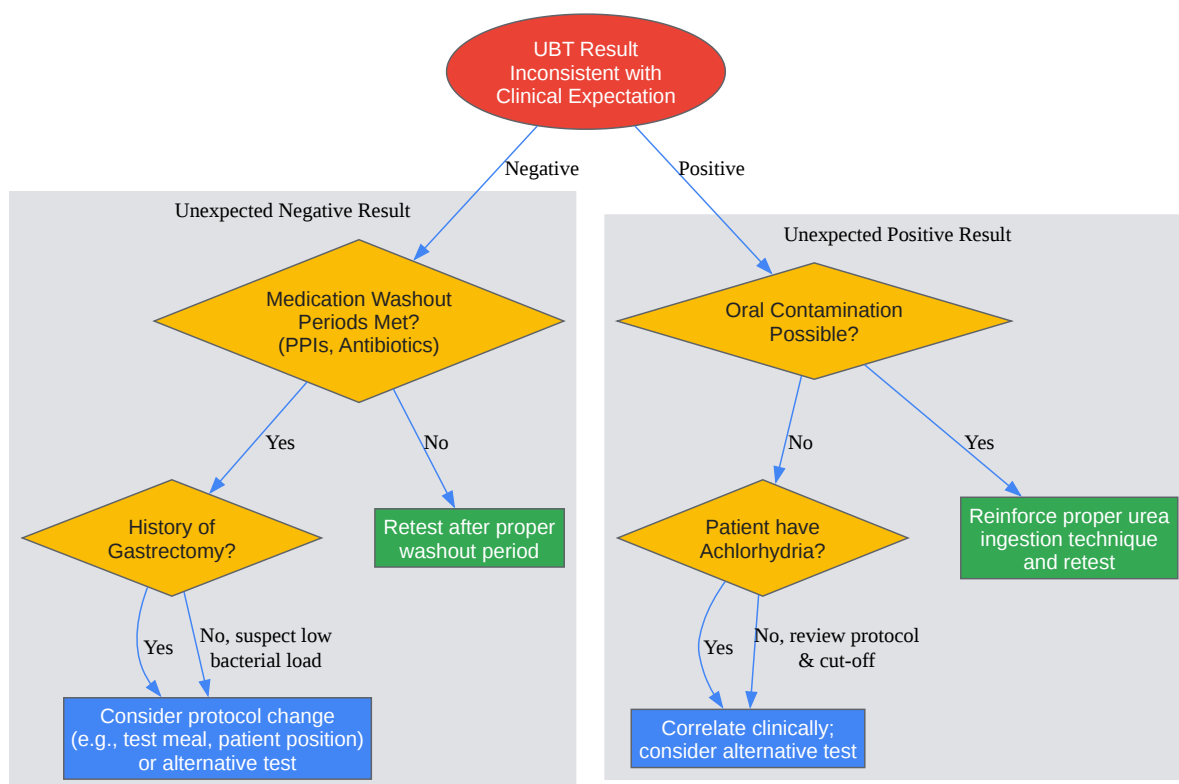 UBT Result
Inconsistent with
Clinical Expectation
Negative
Positive
Unexpected Negative Result
Medication Washout
Periods Met?
(PPIs, Antibiotics)
Yes
No
History of
Gastrectomy?
Retest after proper
washout period
Yes
No, suspect low
bacterial load
Consider protocol change
(e.g., test meal, patient position)
or alternative test
Unexpected Positive Result
Oral Contamination
Possible?
No
Yes
Patient have
Achlorhydria?
Reinforce proper urea
ingestion technique
and retest
Yes
No, review protocol
& cut-off
Correlate clinically;
consider alternative test